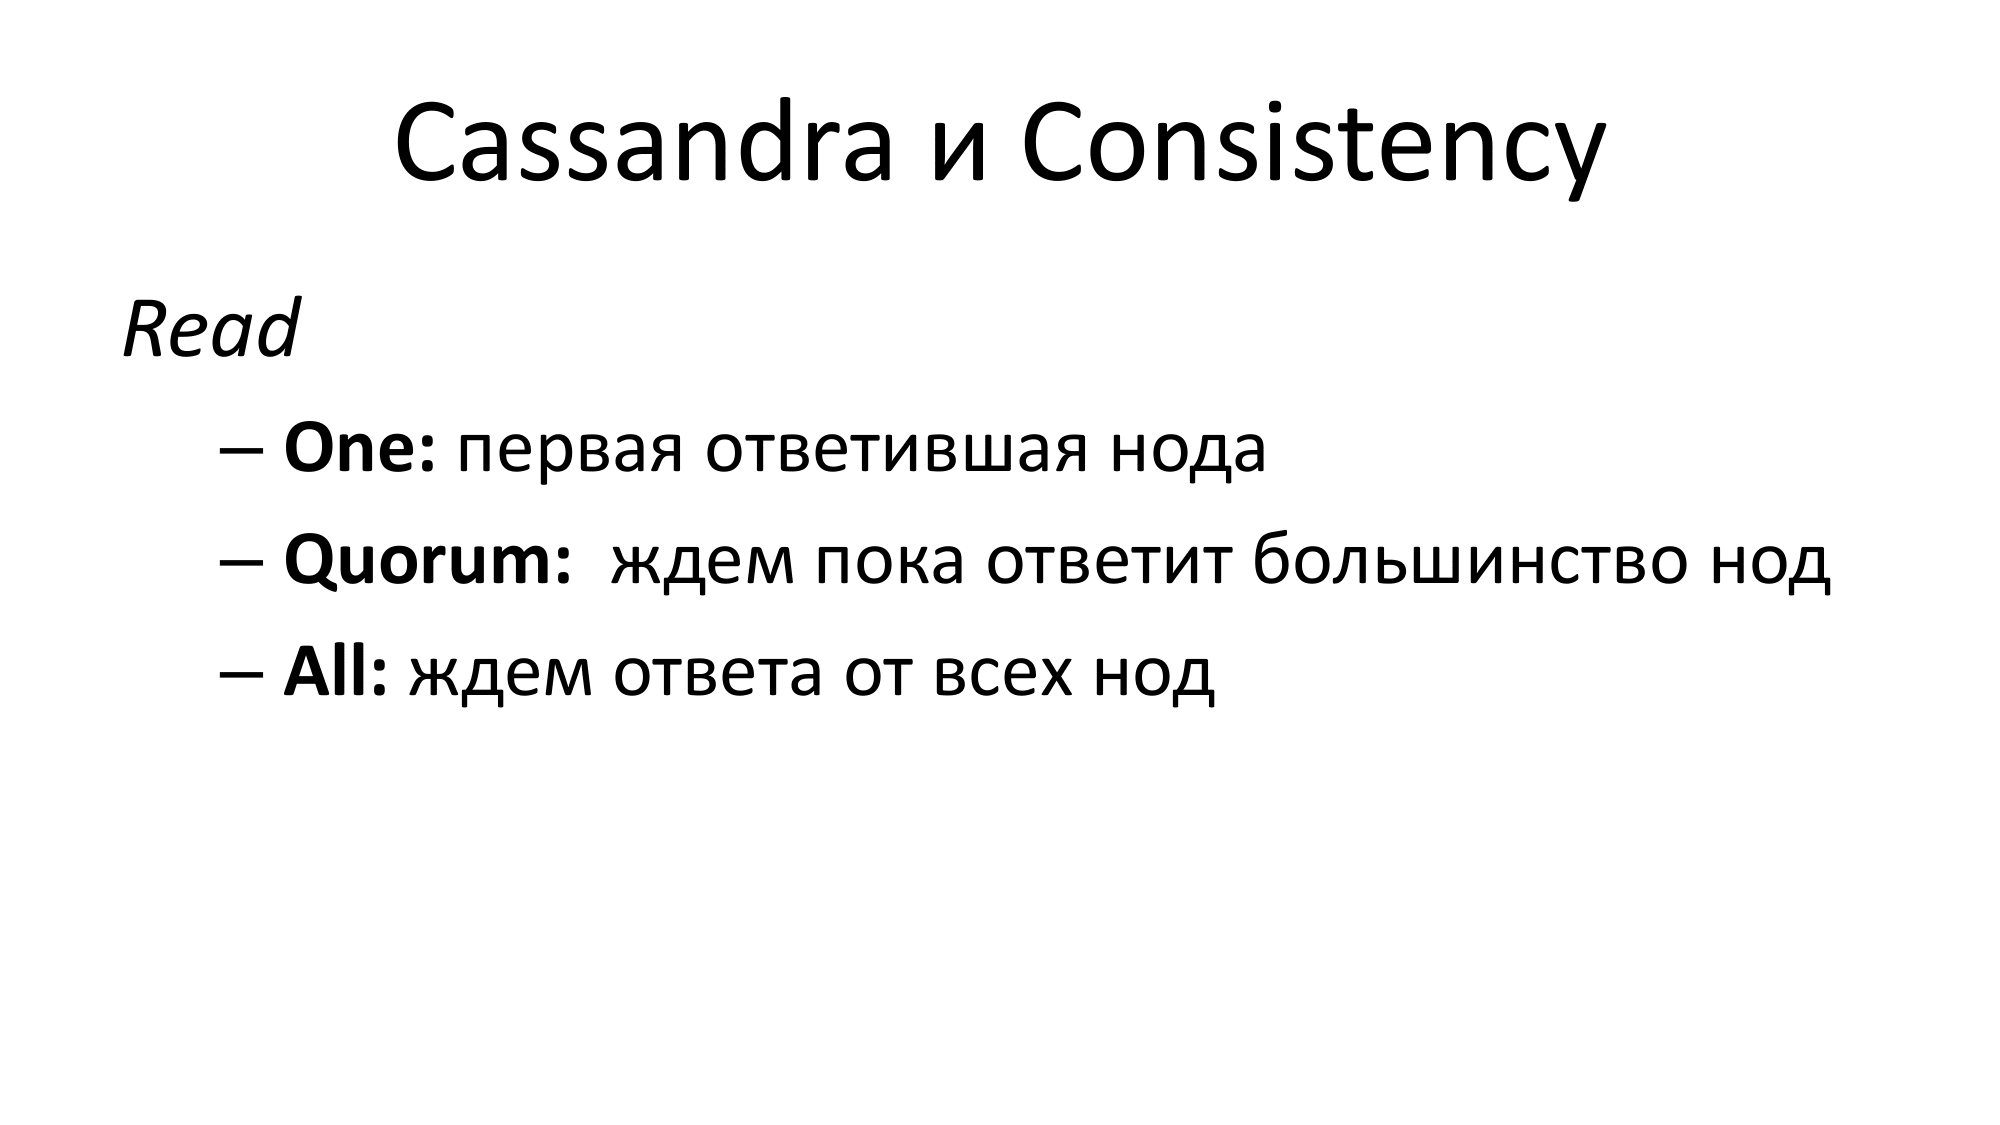 Cassandra и Consistency
Read
– One: первая ответившая нода
– Quorum:  ждем пока ответит большинство нод
– All: ждем ответа от всех нод